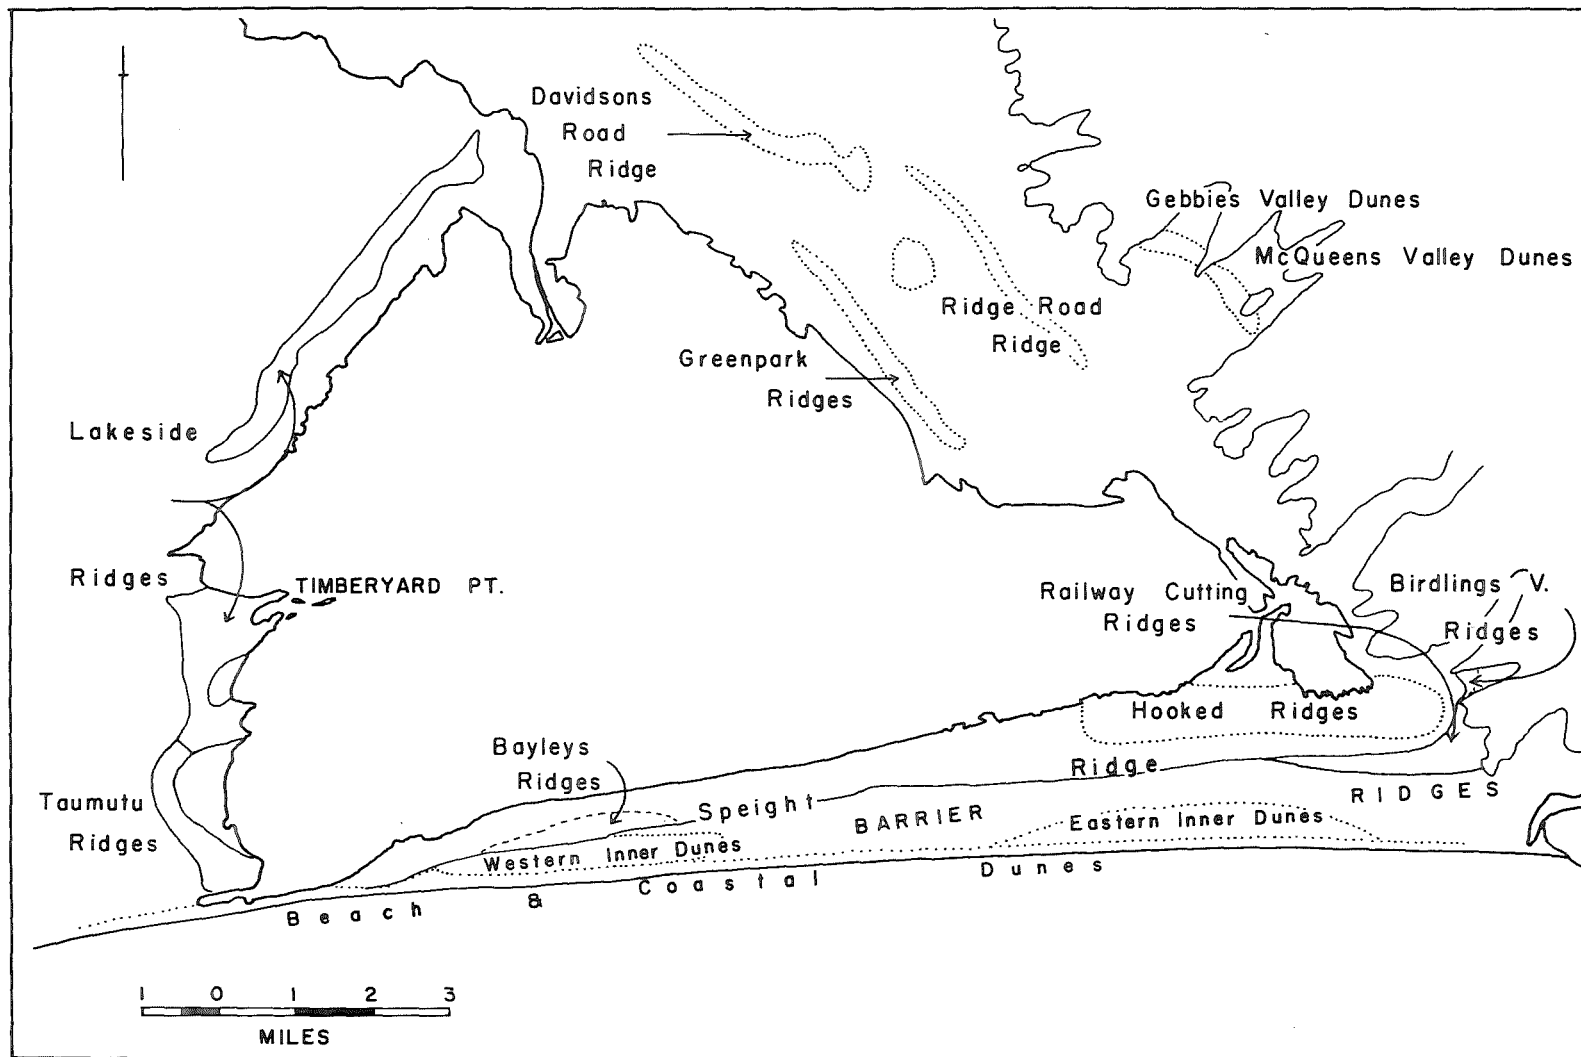 Davidsons
Road
Ridge
Gebbies Valley Dunes
McQueens Valley Dunes
Ridge Road
Ridge
Greenpark
Ridges
Lakeside
Ridges
TIMBERYARD PT.
Railway Cutting
Ridges
Birdlings V.
Ridges
Hooked Ridges
Bayleys
Ridges
Speight Ridge
BARRIER RIDGES
Taumutu
Ridges
Western Inner Dunes
Eastern Inner Dunes
Beach & Coastal Dunes
1 0 1 2 3
MILES